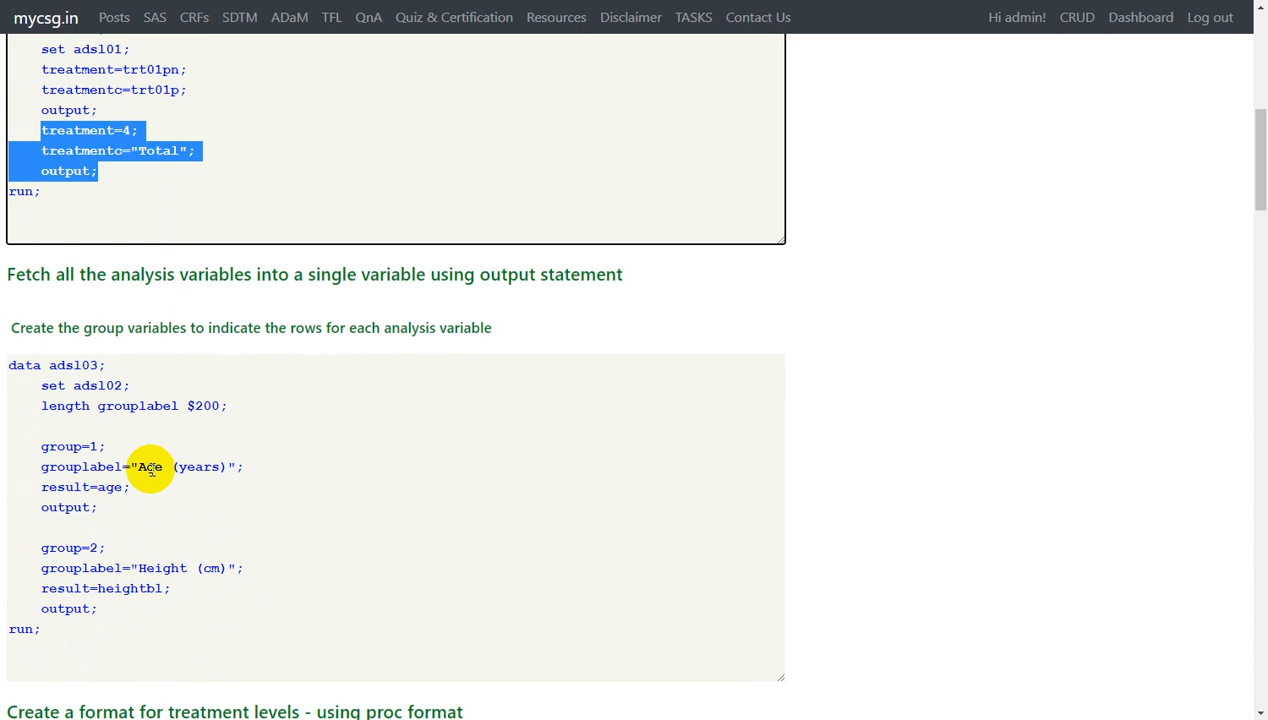 mycsg.in Posts SAS CRFs SDTM ADaM TFL QnA Quiz & Certification Resources Disclaimer TASKS Contact Us Hi admin! CRUD Dashboard Log out
set adsl01;
treatment=trt01pn;
treatmentc=trt01p;
output;
treatment=4;
treatmentc="Total";
output;
run;
Fetch all the analysis variables into a single variable using output statement
Create the group variables to indicate the rows for each analysis variable
data adsl03;
set adsl02;
length grouplabel $200;
group=1;
grouplabel="Age (years)";
result=age;
output;
group=2;
grouplabel="Height (cm)";
result=heightbl;
output;
run;
Create a format for treatment levels - using proc format